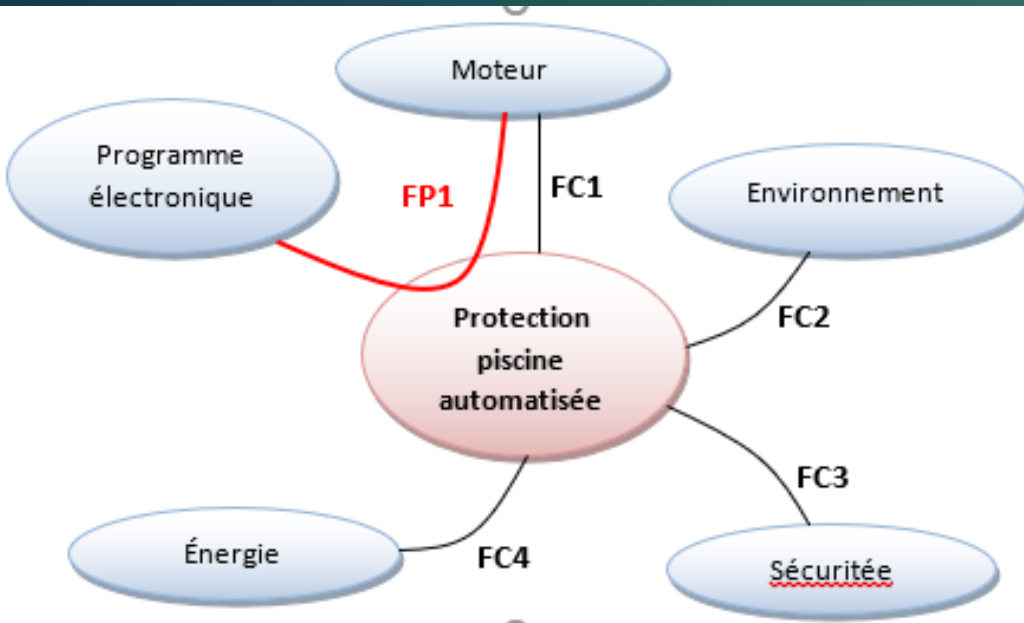 Moteur
Programme
électronique
FP1
FC1
Environnement
Protection
piscine
automatisée
FC2
FC3
Énergie
FC4
Sécuritée